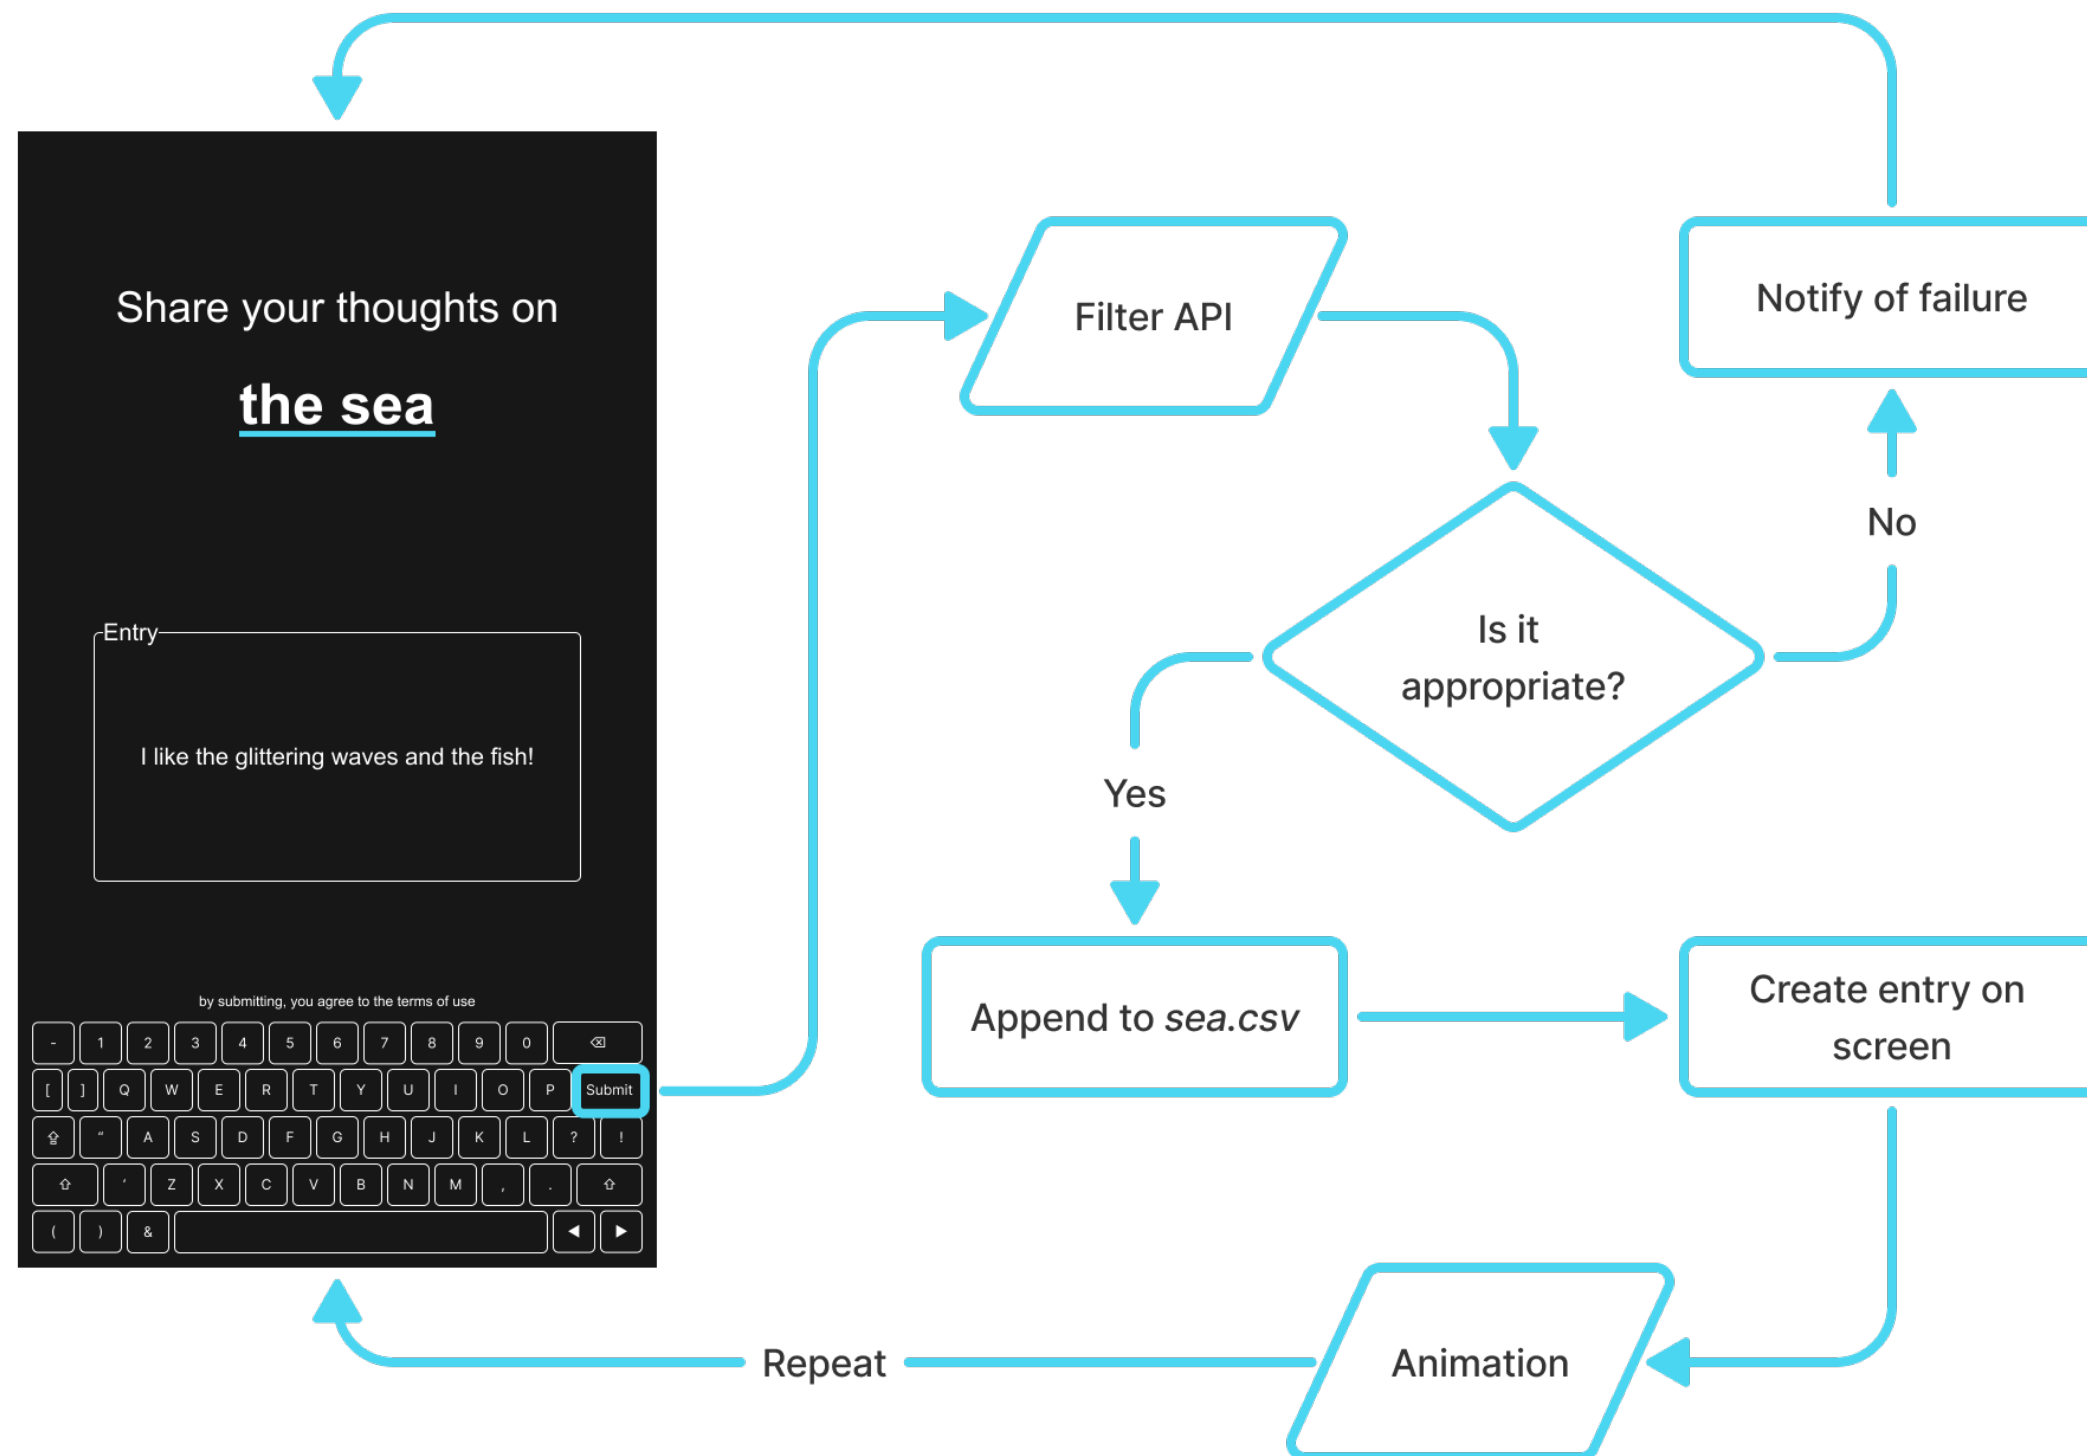 Share your thoughts on
the sea
Entry
I like the glittering waves and the fish!
by submitting, you agree to the terms of use
- 1 2 3 4 5 6 7 8 9 0
[ ] Q W E R T Y U I O P Submit
“ A S D F G H J K L ? !
‘ Z X C V B N M , .
( ) &
Filter API
Is it
appropriate?
No
Notify of failure
Yes
Append to sea.csv
Create entry on
screen
Animation
Repeat